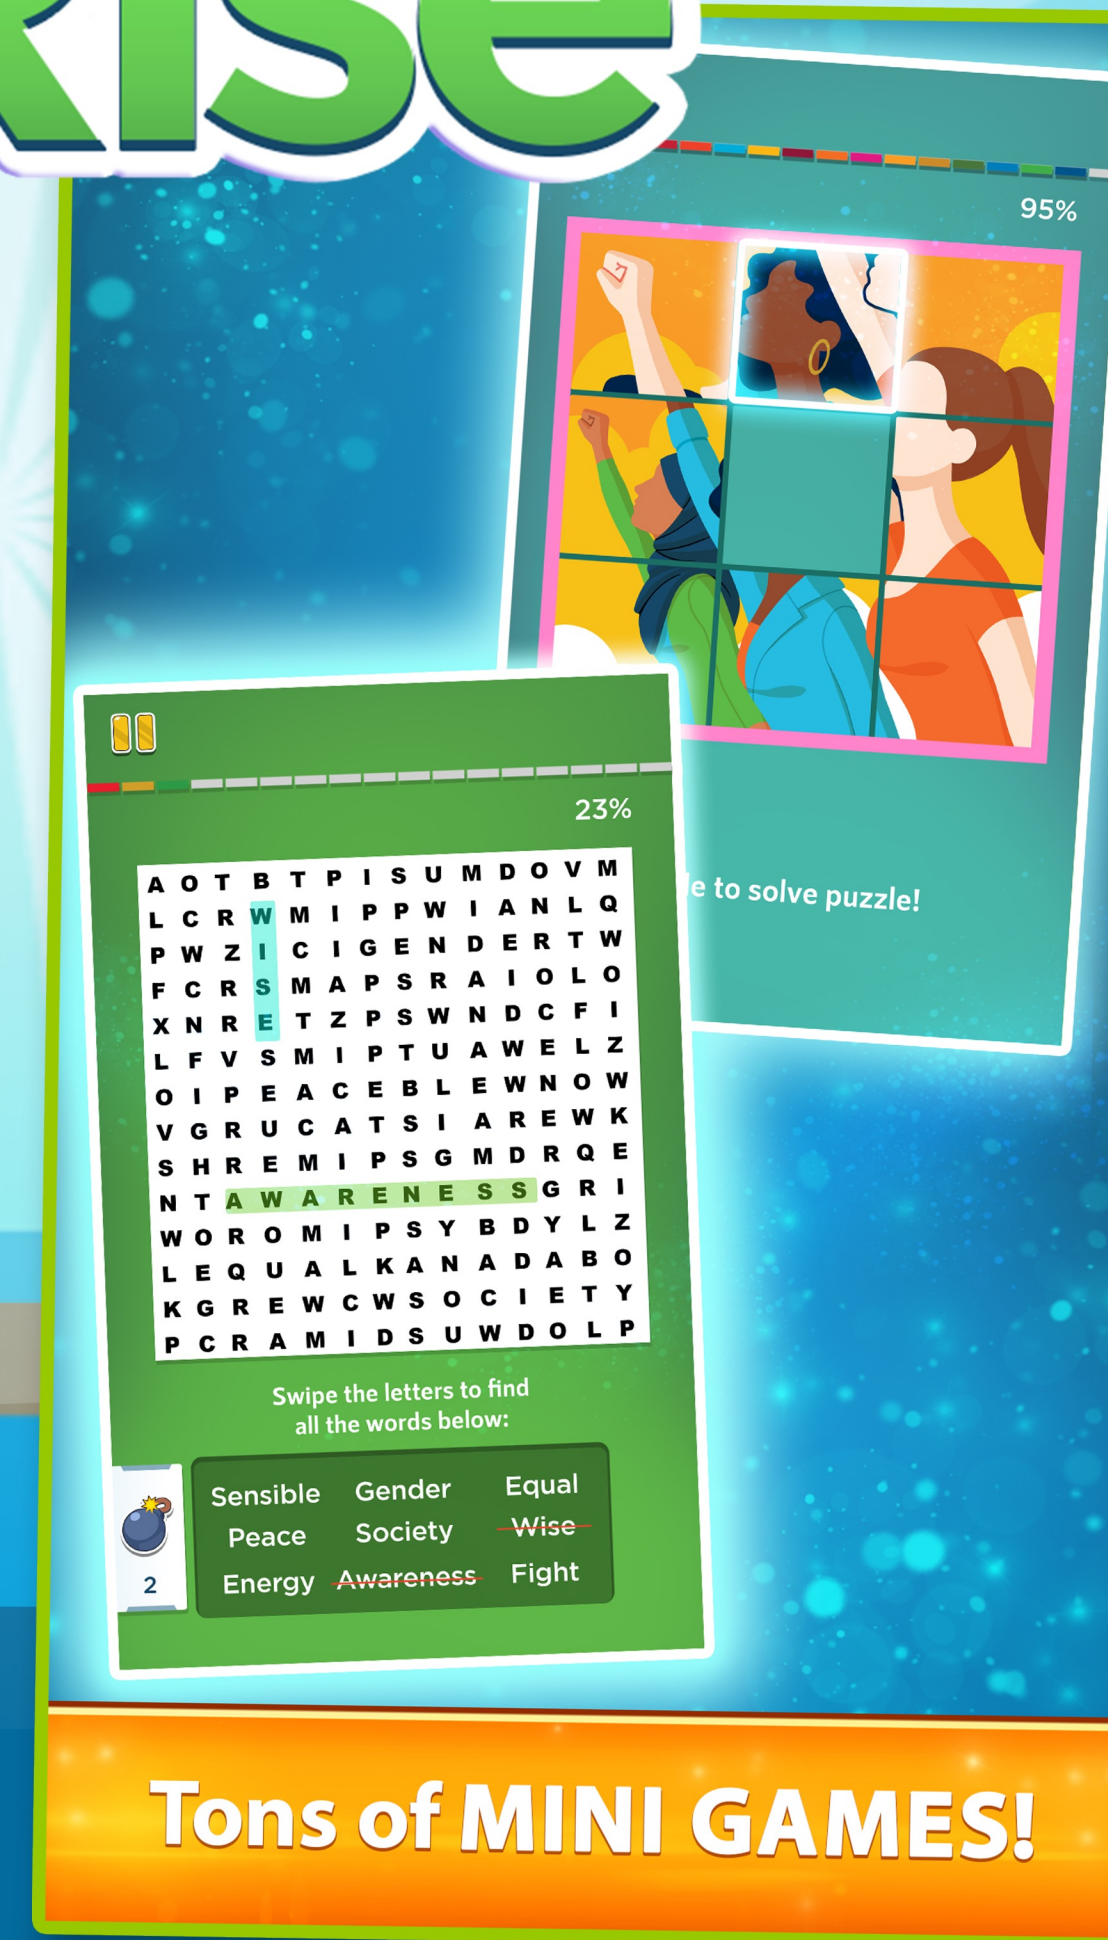 Rise
95%
le to solve puzzle!
23%
A O T B T P I S U M D O V M
L C R W M I P P W I A N L Q
P W Z I C I G E N D E R T W
F C R S M A P S R A I O L O
X N R E T Z P S W N D C F I
L F V S M I P T U A W E L Z
O I P E A C E B L E W N O W
V G R U C A T S I A R E W K
S H R E M I P S G M D R Q E
N T A W A R E N E S S G R I
W O R O M I P S Y B D Y L Z
L E Q U A L K A N A D A B O
K G R E W C W S O C I E T Y
P C R A M I D S U W D O L P
Swipe the letters to find
all the words below:
Sensible Gender Equal
Peace Society Wise
Energy Awareness Fight
2
Tons of MINI GAMES!